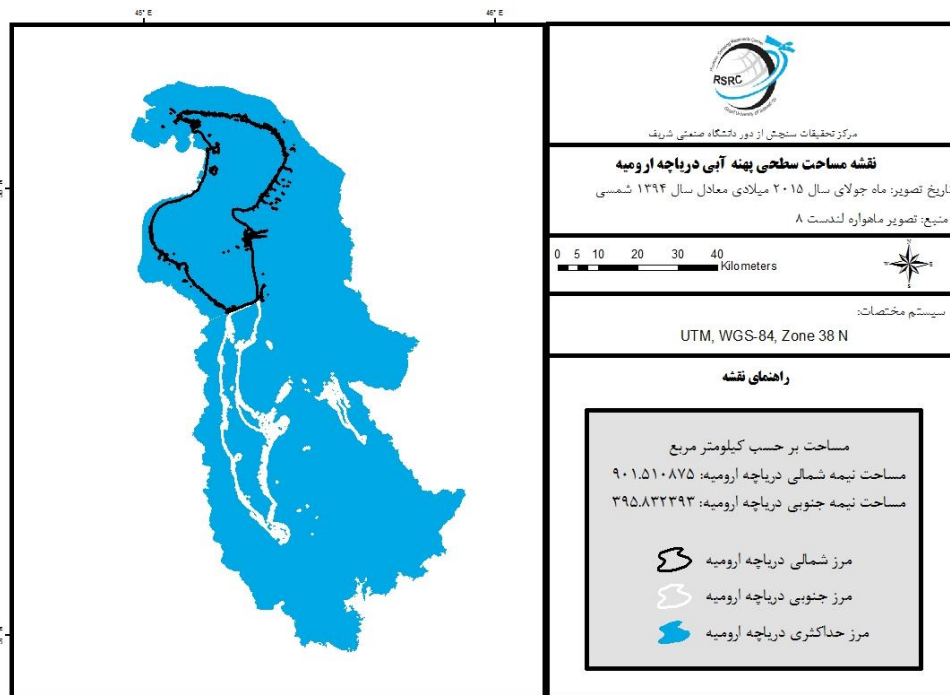 45° E
46° E
RSRC
مرکز تحقیقات سنجش از دور دانشگاه صنعتی شریف
نقشه مساحت سطحی پهنه آبی دریاچه ارومیه
تاریخ تصویر: ماه جولای سال ۲۰۱۵ میلادی معادل سال ۱۳۹۴ شمسی
منبع: تصویر ماهواره لندست ۸
0 5 10 20 30 40
Kilometers
سیستم مختصات:
UTM, WGS-84, Zone 38 N
راهنمای نقشه
مساحت بر حسب کیلومتر مربع
مساحت نیمه شمالی دریاچه ارومیه: ۹۰۱.۵۱۰۸۷۵
مساحت نیمه جنوبی دریاچه ارومیه: ۳۹۵.۸۳۲۳۹۳
مرز شمالی دریاچه ارومیه
مرز جنوبی دریاچه ارومیه
مرز حداکثری دریاچه ارومیه